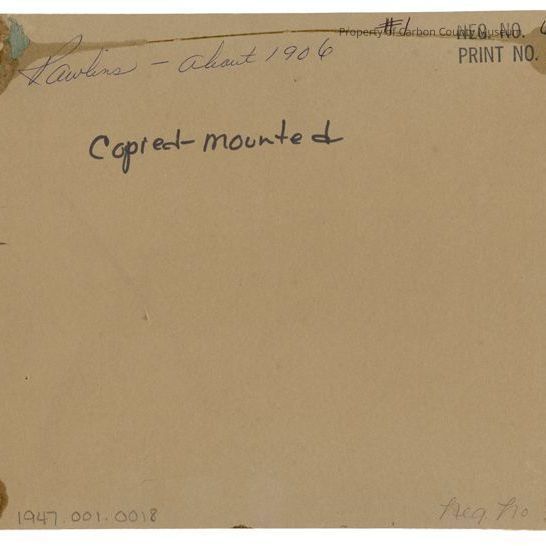 #1
Property of Carbon County Museum
NEG. NO.
PRINT NO.
Rawlins - about 1906
Copied-mounted
1947.001.0018
Neg No